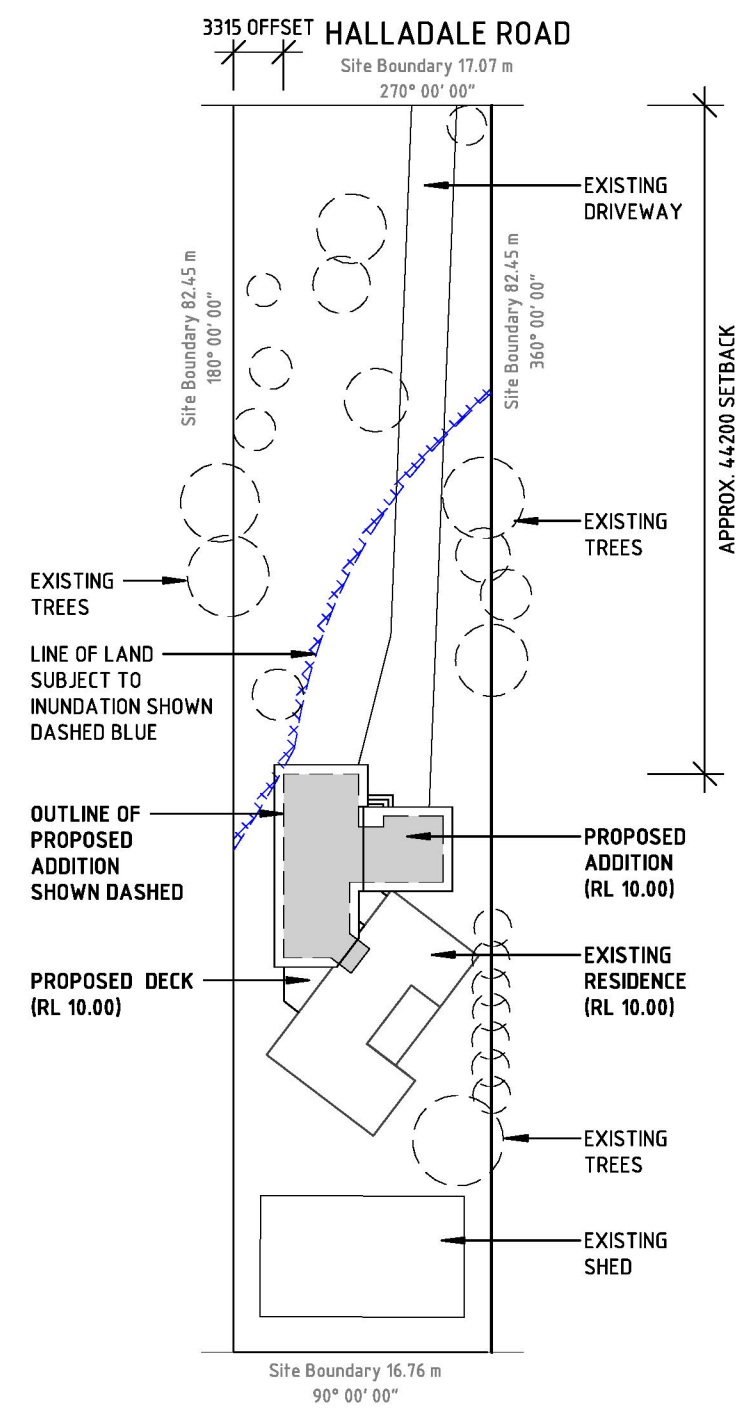 3315 OFFSET
HALLADALE ROAD
Site Boundary 17.07 m
270° 00' 00"
EXISTING
DRIVEWAY
Site Boundary 82.45 m
180° 00' 00"
Site Boundary 82.45 m
360° 00' 00"
APPROX. 44200 SETBACK
EXISTING
TREES
EXISTING
TREES
LINE OF LAND
SUBJECT TO
INUNDATION SHOWN
DASHED BLUE
OUTLINE OF
PROPOSED
ADDITION
SHOWN DASHED
PROPOSED
ADDITION
(RL 10.00)
PROPOSED DECK
(RL 10.00)
EXISTING
RESIDENCE
(RL 10.00)
EXISTING
TREES
EXISTING
SHED
Site Boundary 16.76 m
90° 00' 00"